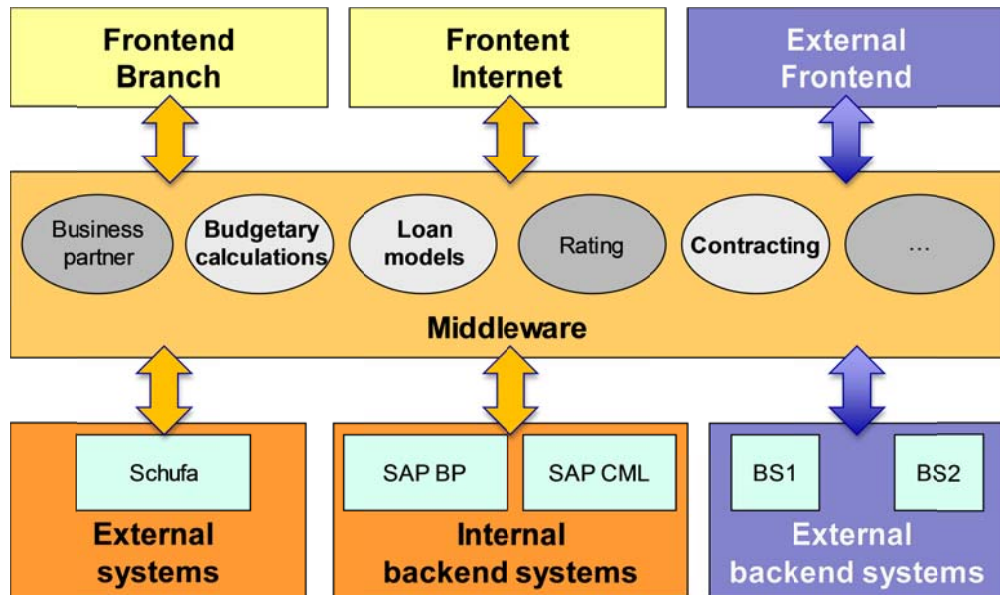 Frontend
Branch
Frontent
Internet
External
Frontend
Business
partner
Budgetary
calculations
Loan
models
Rating
Contracting
...
Middleware
Schufa
External
systems
SAP BP
SAP CML
Internal
backend systems
BS1
BS2
External
backend systems